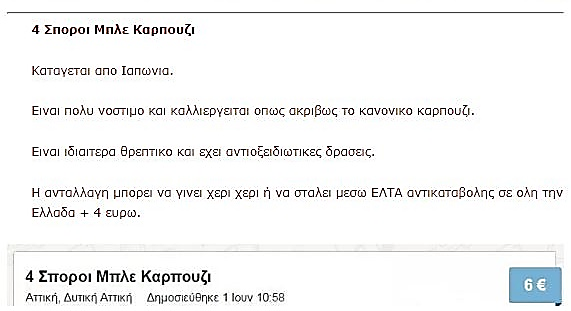 4 Σποροι Μπλε Καρπουζι
Καταγεται απο Ιαπωνια.
Ειναι πολυ νοστιμο και καλλιεργειται οπως ακριβως το κανονικο καρπουζι.
Ειναι ιδιαιτερα θρεπτικο και εχει αντιοξειδιωτικες δρασεις.
Η ανταλλαγη μπορει να γινει χερι χερι ή να σταλει μεσω ΕΛΤΑ αντικαταβολης σε ολη την
Ελλαδα + 4 ευρω.
4 Σποροι Μπλε Καρπουζι
6 €
Αττική, Δυτική Αττική Δημοσιεύθηκε 1 Ιουν 10:58